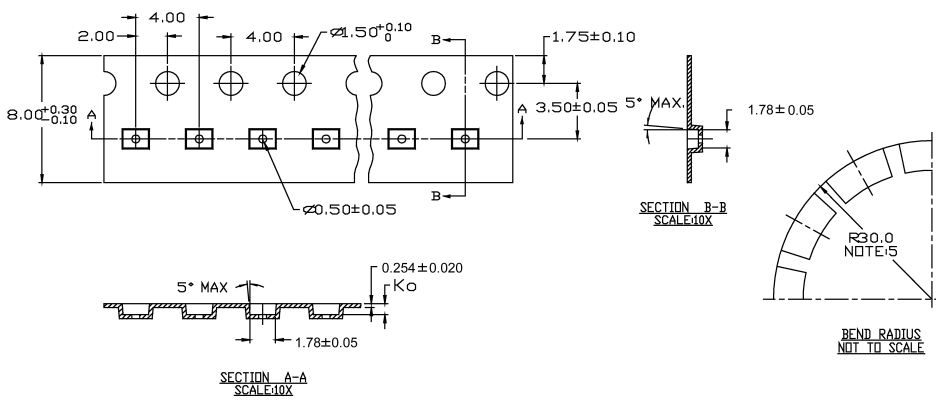 4.00
2.00
4.00
Ø1.50 +0.10 0
B
1.75±0.10
8.00 +0.30 -0.10
A
A
3.50±0.05
B
Ø0.50±0.05
5° MAX.
1.78±0.05
SECTION B-B
SCALE:10X
R30.0
NOTE:5
BEND RADIUS
NOT TO SCALE
5° MAX
0.254±0.020
Ko
1.78±0.05
SECTION A-A
SCALE:10X